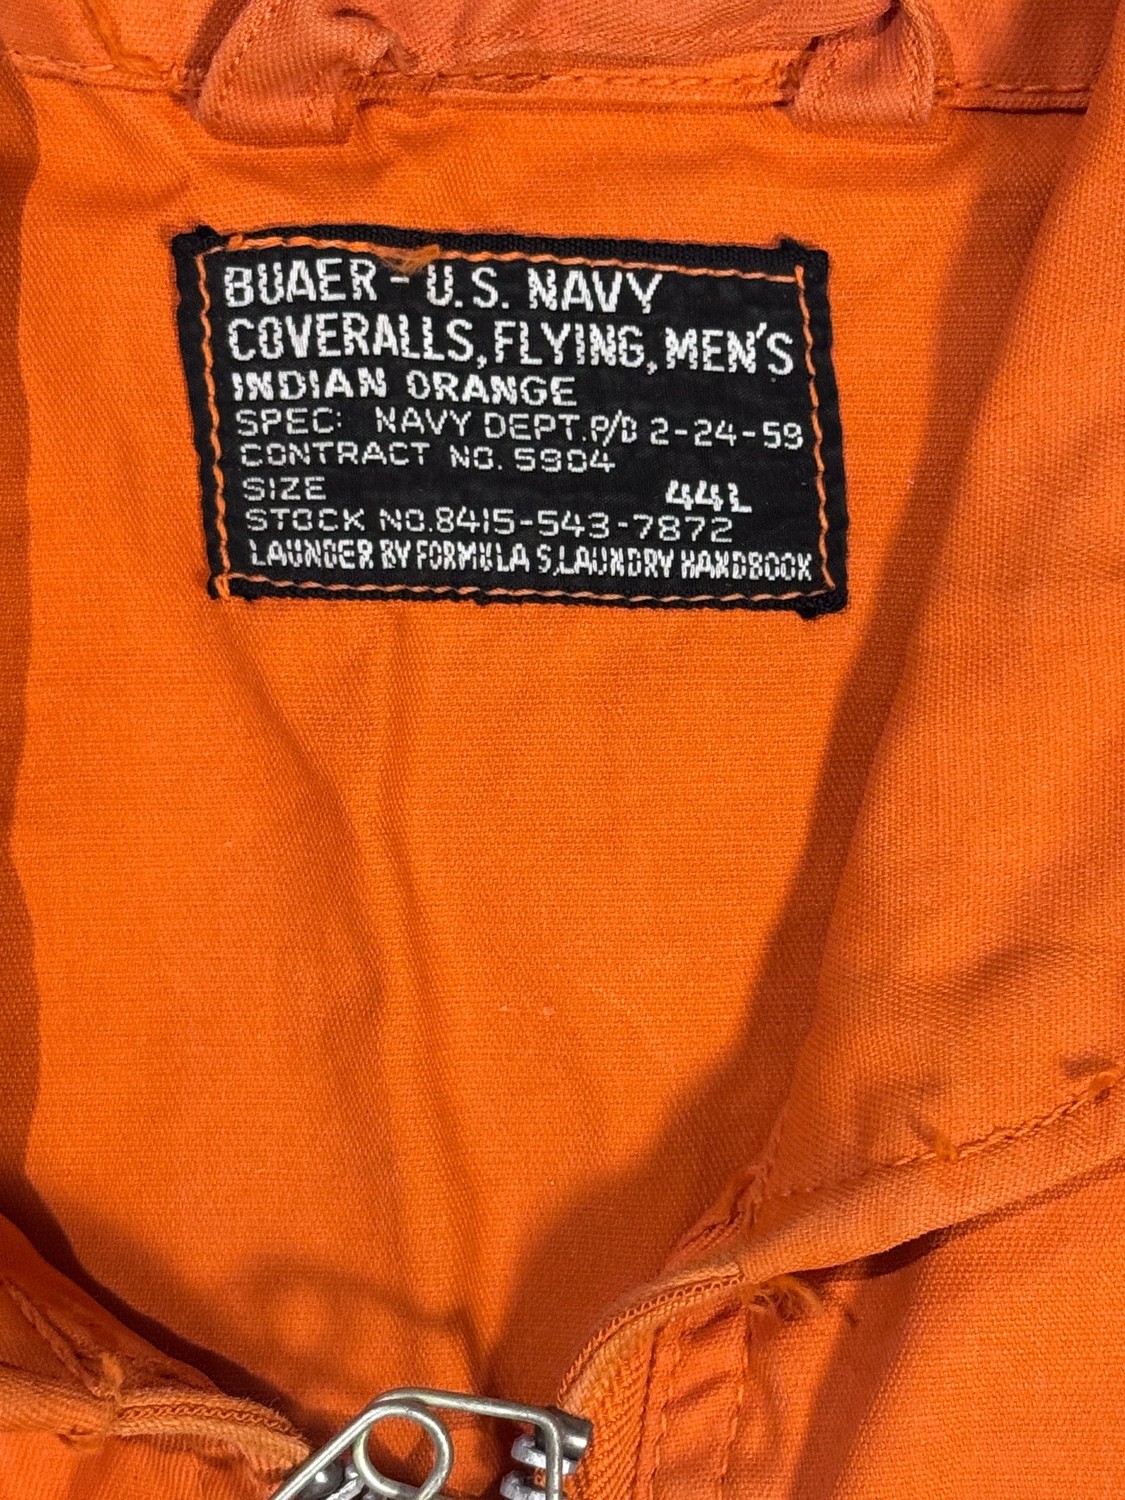 BUAER - U.S. NAVY
COVERALLS, FLYING, MEN'S
INDIAN ORANGE
SPEC: NAVY DEPT. P/D 2-24-59
CONTRACT NO. 5904
SIZE 44L
STOCK NO. 8415-543-7872
LAUNDER BY FORMULA S, LAUNDRY HANDBOOK